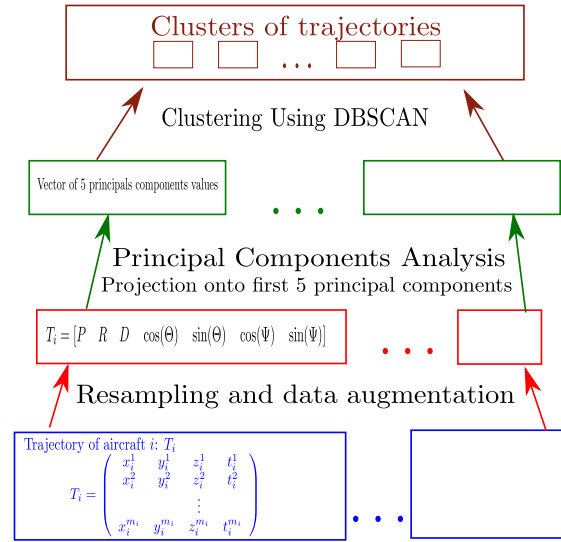 Clusters of trajectories
...
Clustering Using DBSCAN
Vector of 5 principals components values
...
Principal Components Analysis
Projection onto first 5 principal components
T_i = [P R D cos(Θ) sin(Θ) cos(Ψ) sin(Ψ)]
...
Resampling and data augmentation
Trajectory of aircraft i: T_i
x_i^1 y_i^1 z_i^1 t_i^1
x_i^2 y_i^2 z_i^2 t_i^2
T_i = ⋮
x_i^{m_i} y_i^{m_i} z_i^{m_i} t_i^{m_i}
...